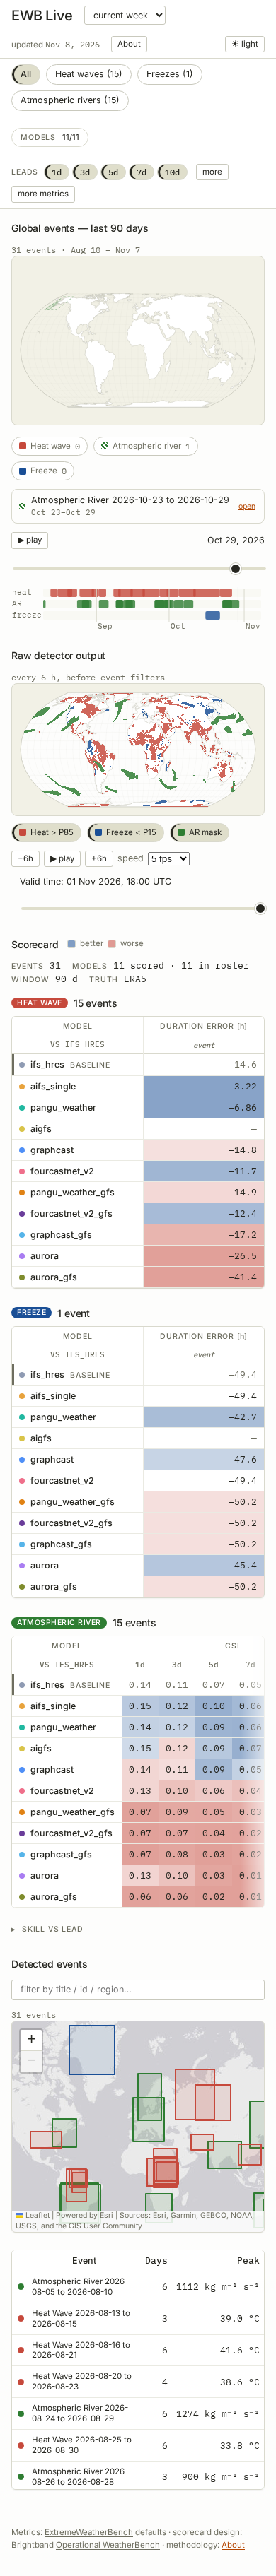 EWB Live
current week
updated Nov 8, 2026
About
☀ light
All
Heat waves (15)
Freezes (1)
Atmospheric rivers (15)
MODELS 11/11
LEADS 1d 3d 5d 7d 10d more
more metrics
Global events — last 90 days
31 events · Aug 10 — Nov 7
Heat wave 0
Atmospheric river 1
Freeze 0
Atmospheric River 2026-10-23 to 2026-10-29
Oct 23–Oct 29
open
▶ play
Oct 29, 2026
heat
AR
freeze
Sep Oct Nov
Raw detector output
every 6 h, before event filters
Heat > P85
Freeze < P15
AR mask
−6h
▶ play
+6h
speed 5 fps
Valid time: 01 Nov 2026, 18:00 UTC
Scorecard better worse
EVENTS 31 MODELS 11 scored · 11 in roster
WINDOW 90 d TRUTH ERA5
HEAT WAVE 15 events
MODEL DURATION ERROR [h]
VS IFS_HRES event
ifs_hres BASELINE −14.6
aifs_single −3.22
pangu_weather −6.86
aigfs —
graphcast −14.8
fourcastnet_v2 −11.7
pangu_weather_gfs −14.9
fourcastnet_v2_gfs −12.4
graphcast_gfs −17.2
aurora −26.5
aurora_gfs −41.4
FREEZE 1 event
MODEL DURATION ERROR [h]
VS IFS_HRES event
ifs_hres BASELINE −49.4
aifs_single −49.4
pangu_weather −42.7
aigfs —
graphcast −47.6
fourcastnet_v2 −49.4
pangu_weather_gfs −50.2
fourcastnet_v2_gfs −50.2
graphcast_gfs −50.2
aurora −45.4
aurora_gfs −50.2
ATMOSPHERIC RIVER 15 events
MODEL CSI
VS IFS_HRES 1d 3d 5d 7d
ifs_hres BASELINE 0.14 0.11 0.07 0.05
aifs_single 0.15 0.12 0.10 0.06
pangu_weather 0.14 0.12 0.09 0.06
aigfs 0.15 0.12 0.09 0.07
graphcast 0.14 0.11 0.09 0.05
fourcastnet_v2 0.13 0.10 0.06 0.04
pangu_weather_gfs 0.07 0.09 0.05 0.03
fourcastnet_v2_gfs 0.07 0.07 0.04 0.02
graphcast_gfs 0.07 0.08 0.03 0.02
aurora 0.13 0.10 0.03 0.01
aurora_gfs 0.06 0.06 0.02 0.01
▸ SKILL VS LEAD
Detected events
filter by title / id / region…
31 events
+
−
Leaflet | Powered by Esri | Sources: Esri, Garmin, GEBCO, NOAA,
USGS, and the GIS User Community
Event Days Peak
Atmospheric River 2026-
08-05 to 2026-08-10 6 1112 kg m⁻¹ s⁻¹
Heat Wave 2026-08-13 to
2026-08-15 3 39.0 °C
Heat Wave 2026-08-16 to
2026-08-21 6 41.6 °C
Heat Wave 2026-08-20 to
2026-08-23 4 38.6 °C
Atmospheric River 2026-
08-24 to 2026-08-29 6 1274 kg m⁻¹ s⁻¹
Heat Wave 2026-08-25 to
2026-08-30 6 33.8 °C
Atmospheric River 2026-
08-26 to 2026-08-28 3 900 kg m⁻¹ s⁻¹
Metrics: ExtremeWeatherBench defaults · scorecard design:
Brightband Operational WeatherBench · methodology: About